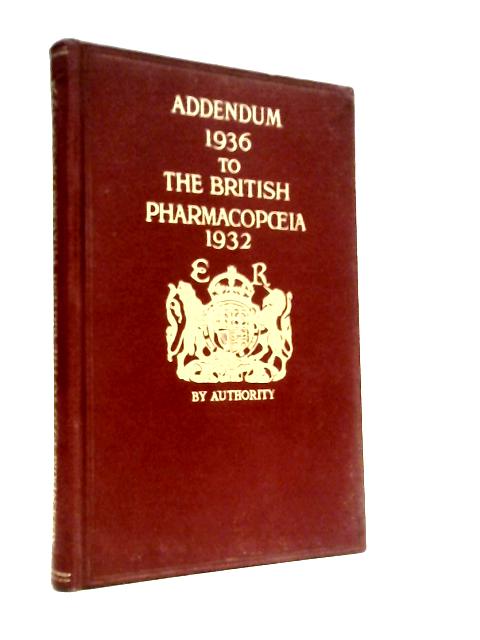 ADDENDUM
1936
TO
THE BRITISH
PHARMACOPŒIA
1932
E R
BY AUTHORITY